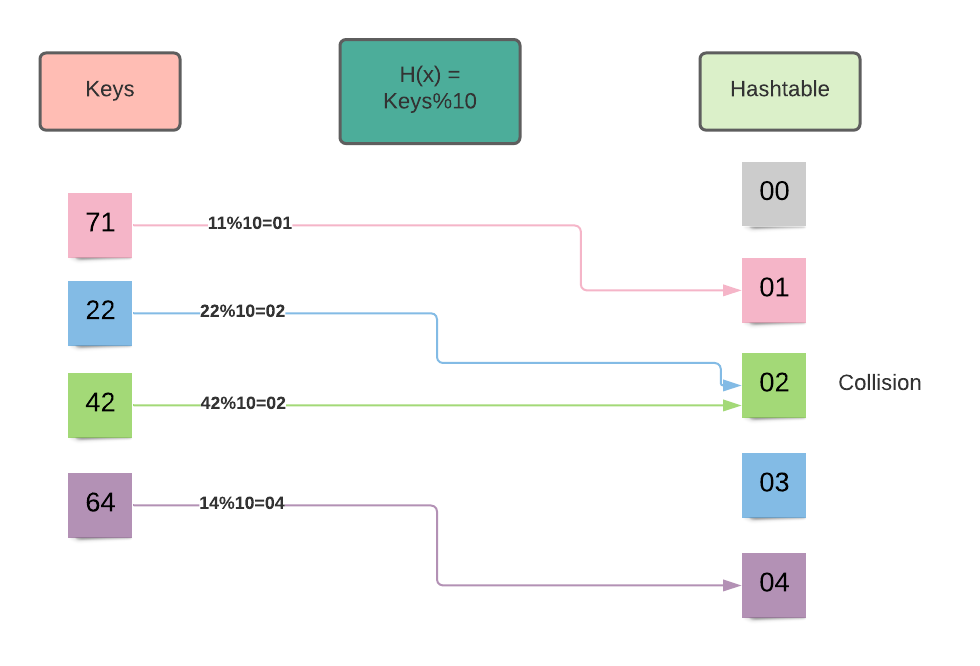 Keys
H(x) =
Keys%10
Hashtable
00
71
11%10=01
01
22
22%10=02
02
Collision
42
42%10=02
03
64
14%10=04
04